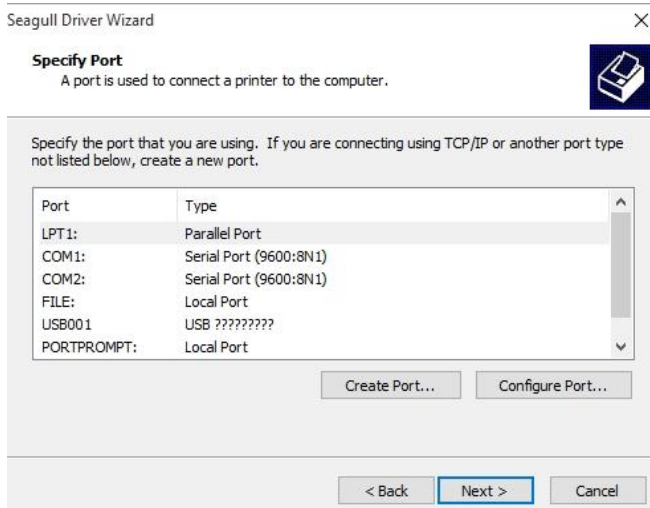 Seagull Driver Wizard
Specify Port
A port is used to connect a printer to the computer.
Specify the port that you are using. If you are connecting using TCP/IP or another port type
not listed below, create a new port.
Port Type
LPT1: Parallel Port
COM1: Serial Port (9600:8N1)
COM2: Serial Port (9600:8N1)
FILE: Local Port
USB001 USB ?????????
PORTPROMPT: Local Port
Create Port... Configure Port...
< Back Next > Cancel